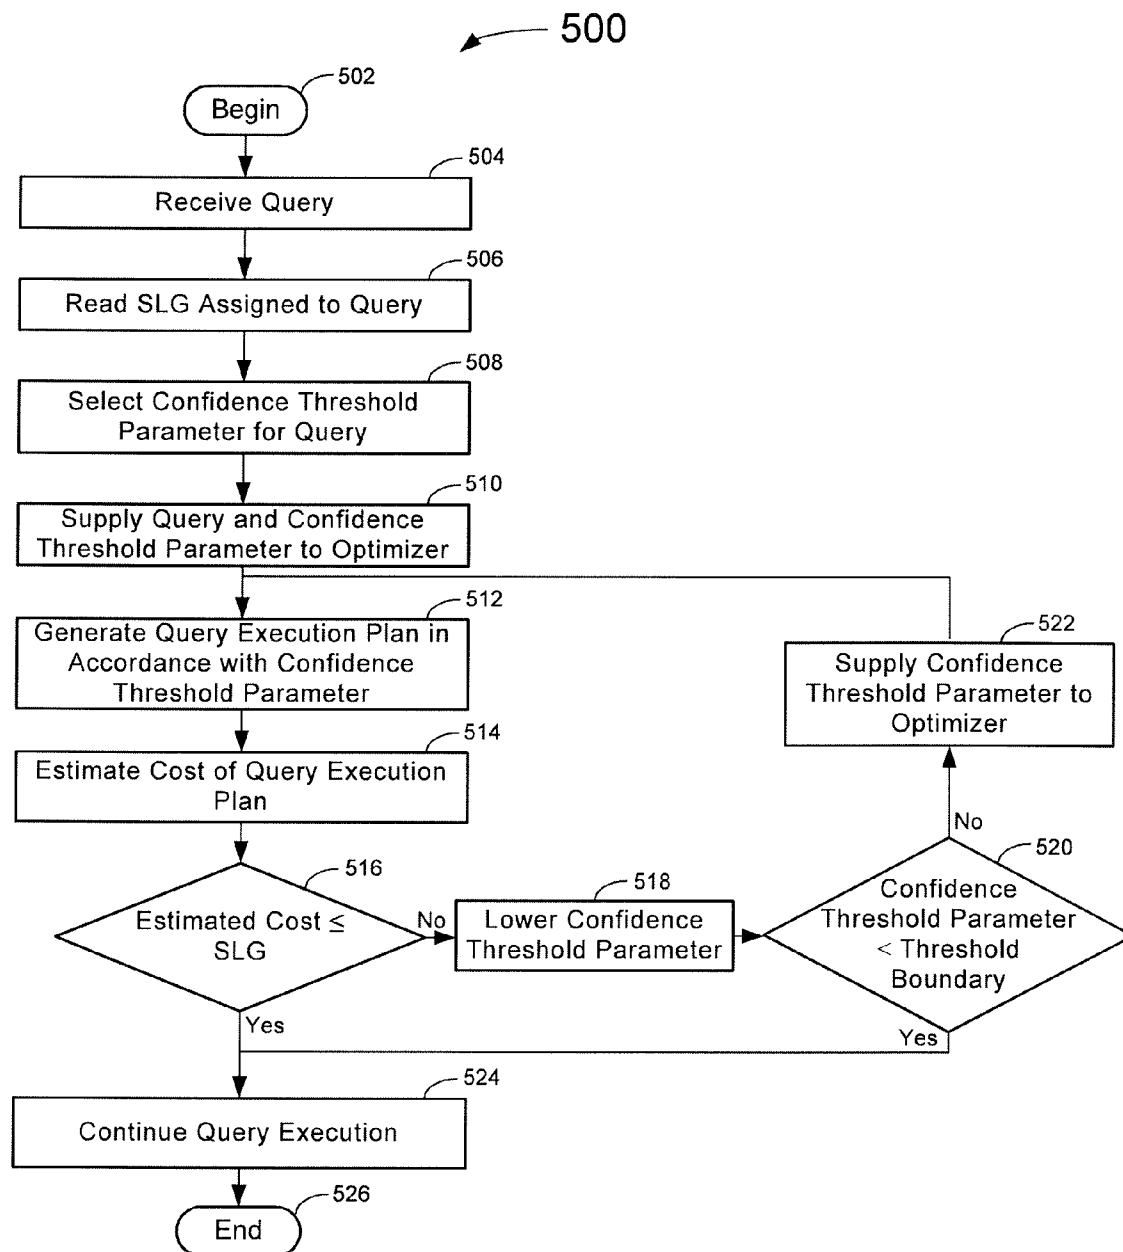 500
502
Begin
504
Receive Query
506
Read SLG Assigned to Query
508
Select Confidence Threshold
Parameter for Query
510
Supply Query and Confidence
Threshold Parameter to Optimizer
512
Generate Query Execution Plan in
Accordance with Confidence
Threshold Parameter
522
Supply Confidence
Threshold Parameter to
Optimizer
514
Estimate Cost of Query Execution
Plan
516
Estimated Cost ≤
SLG
No
518
Lower Confidence
Threshold Parameter
No
520
Confidence
Threshold Parameter
< Threshold
Boundary
Yes
Yes
524
Continue Query Execution
526
End